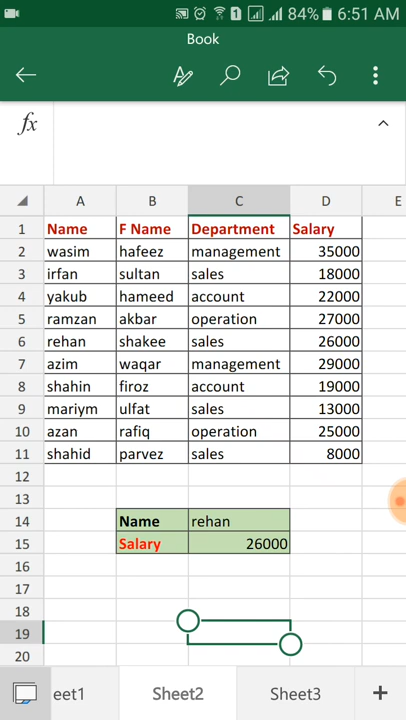 1 84% 6:51 AM
Book
fx
A B C D E
1 Name F Name Department Salary
2 wasim hafeez management 35000
3 irfan sultan sales 18000
4 yakub hameed account 22000
5 ramzan akbar operation 27000
6 rehan shakee sales 26000
7 azim waqar management 29000
8 shahin firoz account 19000
9 mariym ulfat sales 13000
10 azan rafiq operation 25000
11 shahid parvez sales 8000
12
13
14 Name rehan
15 Salary 26000
16
17
18
19
20
eet1 Sheet2 Sheet3 +